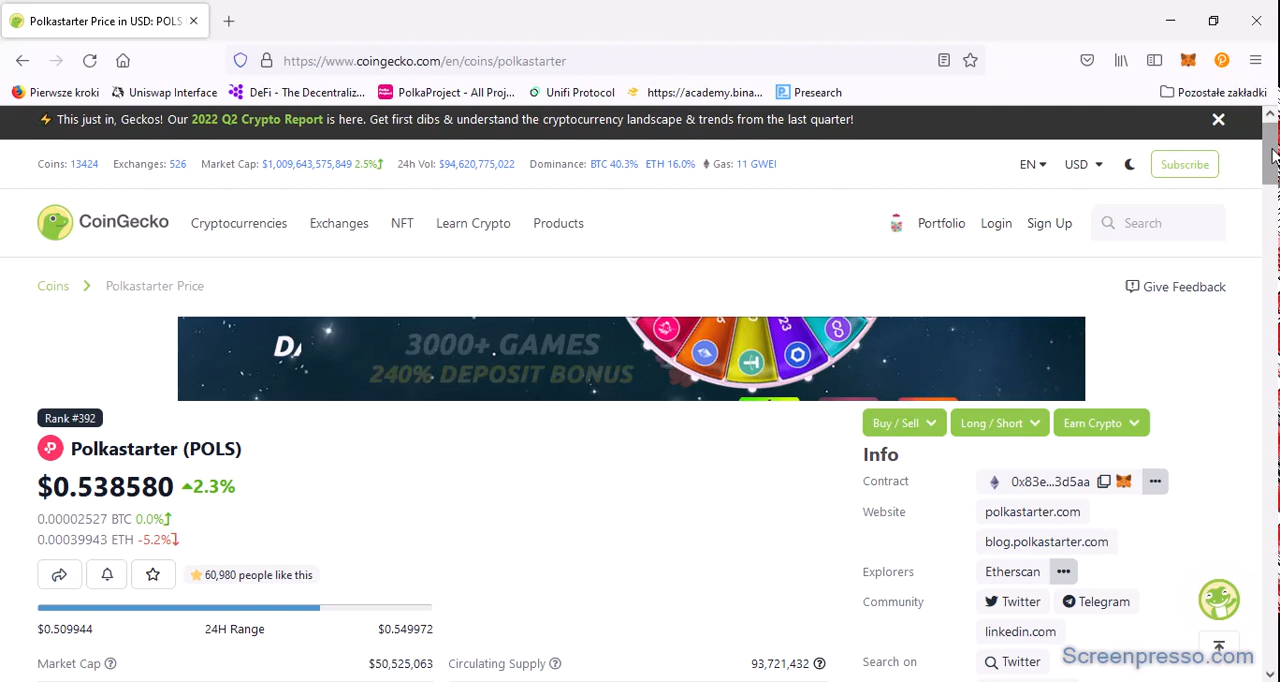 Polkastarter Price in USD: POLS
https://www.coingecko.com/en/coins/polkastarter
Pierwsze kroki Uniswap Interface DeFi - The Decentraliz... PolkaProject - All Proj... Unifi Protocol https://academy.bina... Presearch Pozostałe zakładki
This just in, Geckos! Our 2022 Q2 Crypto Report is here. Get first dibs & understand the cryptocurrency landscape & trends from the last quarter!
Coins: 13424 Exchanges: 526 Market Cap: $1,009,643,575,849 2.5% 24h Vol: $94,620,775,022 Dominance: BTC 40.3% ETH 16.0% Gas: 11 GWEI EN USD Subscribe
CoinGecko Cryptocurrencies Exchanges NFT Learn Crypto Products Portfolio Login Sign Up Search
Coins Polkastarter Price Give Feedback
3000+ GAMES
240% DEPOSIT BONUS
Rank #392
Polkastarter (POLS)
$0.538580 2.3%
0.00002527 BTC 0.0%
0.00039943 ETH -5.2%
60,980 people like this
$0.509944 24H Range $0.549972
Market Cap $50,525,063 Circulating Supply 93,721,432
Buy / Sell Long / Short Earn Crypto
Info
Contract 0x83e...3d5aa
Website polkastarter.com
blog.polkastarter.com
Explorers Etherscan
Community Twitter Telegram
linkedin.com
Search on Twitter
Screenpresso.com